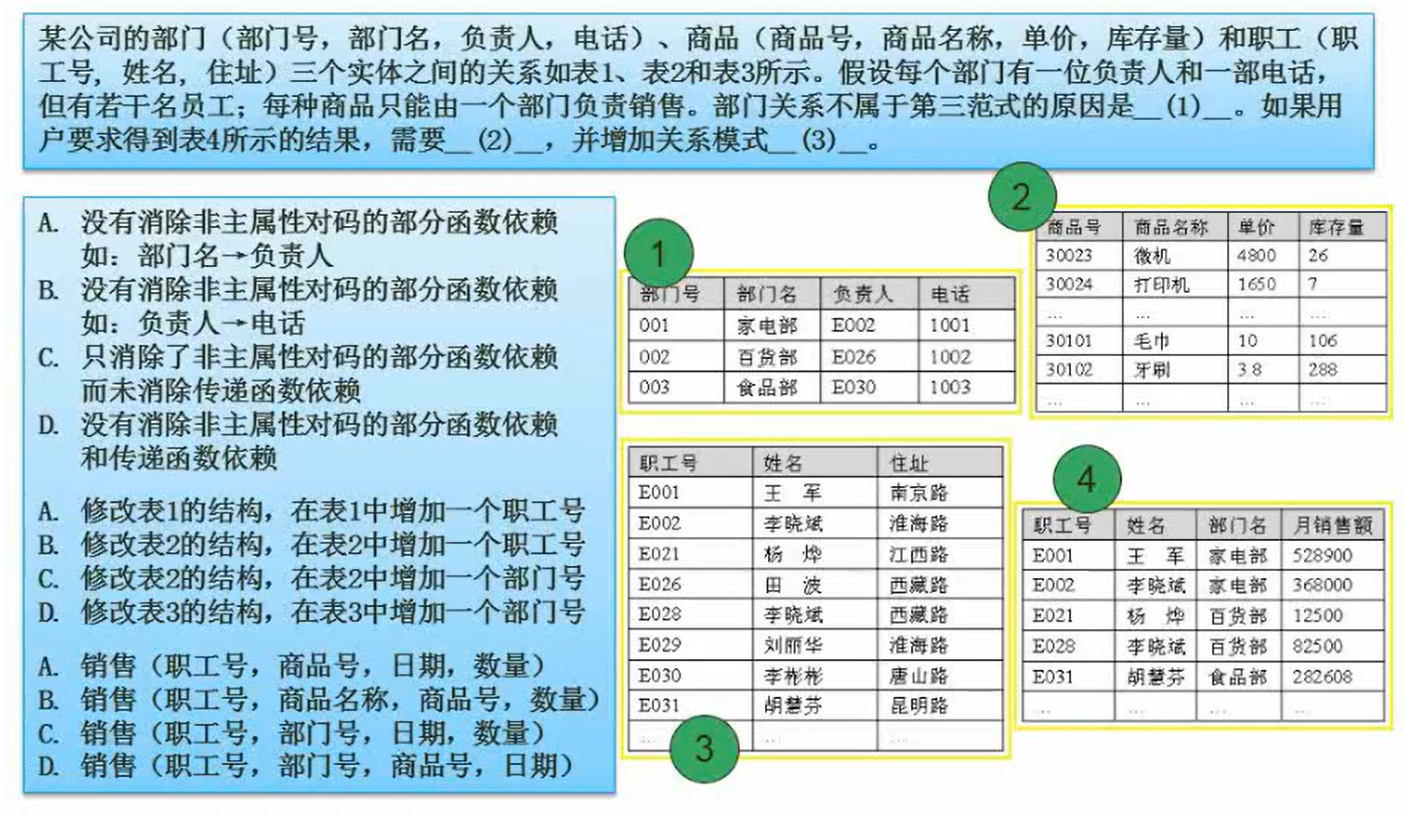 某公司的部门（部门号，部门名，负责人，电话）、商品（商品号，商品名称，单价，库存量）和职工（职
工号, 姓名, 住址）三个实体之间的关系如表1、表2和表3所示。假设每个部门有一位负责人和一部电话，
但有若干名员工；每种商品只能由一个部门负责销售。部门关系不属于第三范式的原因是__(1)__。如果用
户要求得到表4所示的结果，需要__(2)__，并增加关系模式__(3)__。
A. 没有消除非主属性对码的部分函数依赖
如：部门名→负责人
B. 没有消除非主属性对码的部分函数依赖
如：负责人→电话
C. 只消除了非主属性对码的部分函数依赖
而未消除传递函数依赖
D. 没有消除非主属性对码的部分函数依赖
和传递函数依赖
A. 修改表1的结构，在表1中增加一个职工号
B. 修改表2的结构，在表2中增加一个职工号
C. 修改表2的结构，在表2中增加一个部门号
D. 修改表3的结构，在表3中增加一个部门号
A. 销售（职工号，商品号，日期，数量）
B. 销售（职工号，商品名称，商品号，数量）
C. 销售（职工号，部门号，日期，数量）
D. 销售（职工号，部门号，商品号，日期）
1
部门号 部门名 负责人 电话
001 家电部 E002 1001
002 百货部 E026 1002
003 食品部 E030 1003
2
商品号 商品名称 单价 库存量
30023 微机 4800 26
30024 打印机 1650 7
... ... ... ...
30101 毛巾 10 106
30102 牙刷 3.8 288
... ... ... ...
职工号 姓名 住址
E001 王 军 南京路
E002 李晓斌 淮海路
E021 杨 烨 江西路
E026 田 波 西藏路
E028 李晓斌 西藏路
E029 刘丽华 淮海路
E030 李彬彬 唐山路
E031 胡慧芬 昆明路
... ... ...
3
4
职工号 姓名 部门名 月销售额
E001 王 军 家电部 528900
E002 李晓斌 家电部 368000
E021 杨 烨 百货部 12500
E028 李晓斌 百货部 82500
E031 胡慧芬 食品部 282608
... ... ... ...